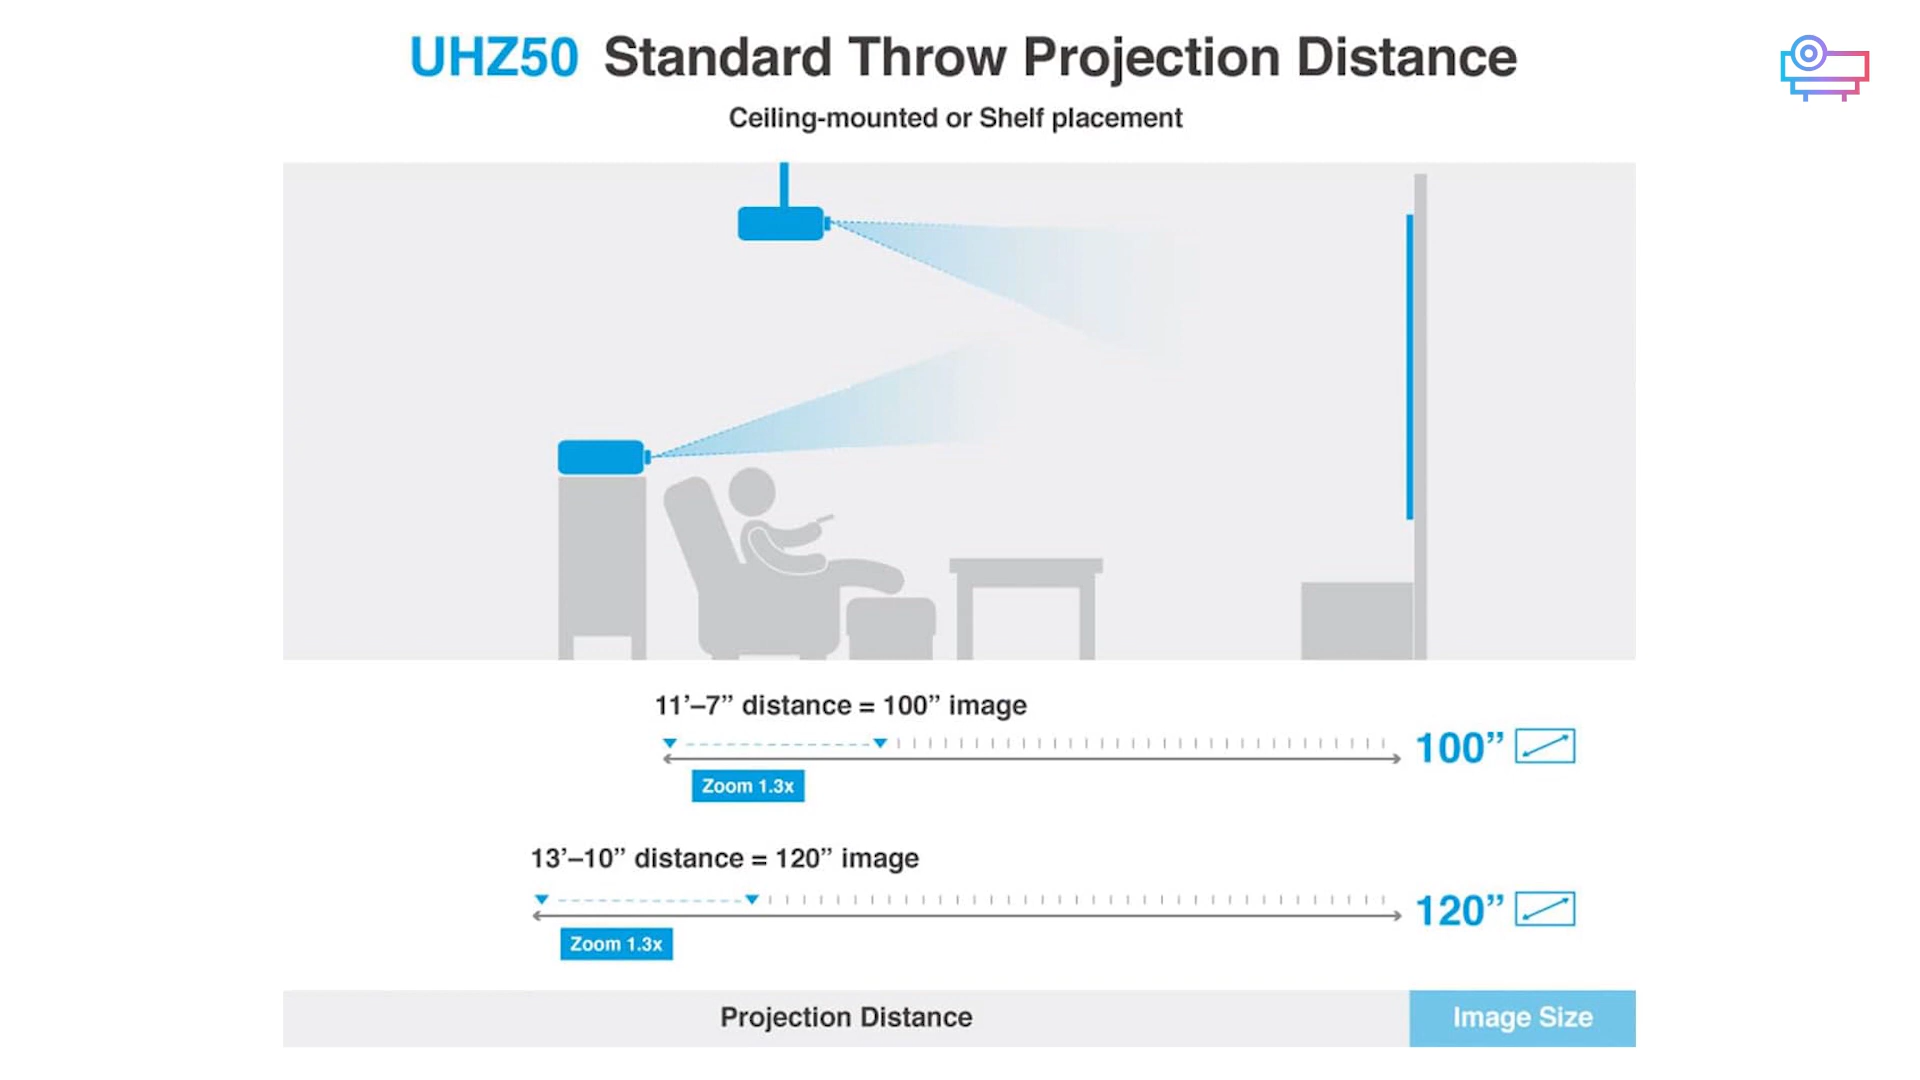 UHZ50 Standard Throw Projection Distance
Ceiling-mounted or Shelf placement
11’–7” distance = 100” image
100”
Zoom 1.3x
13’–10” distance = 120” image
120”
Zoom 1.3x
Projection Distance
Image Size